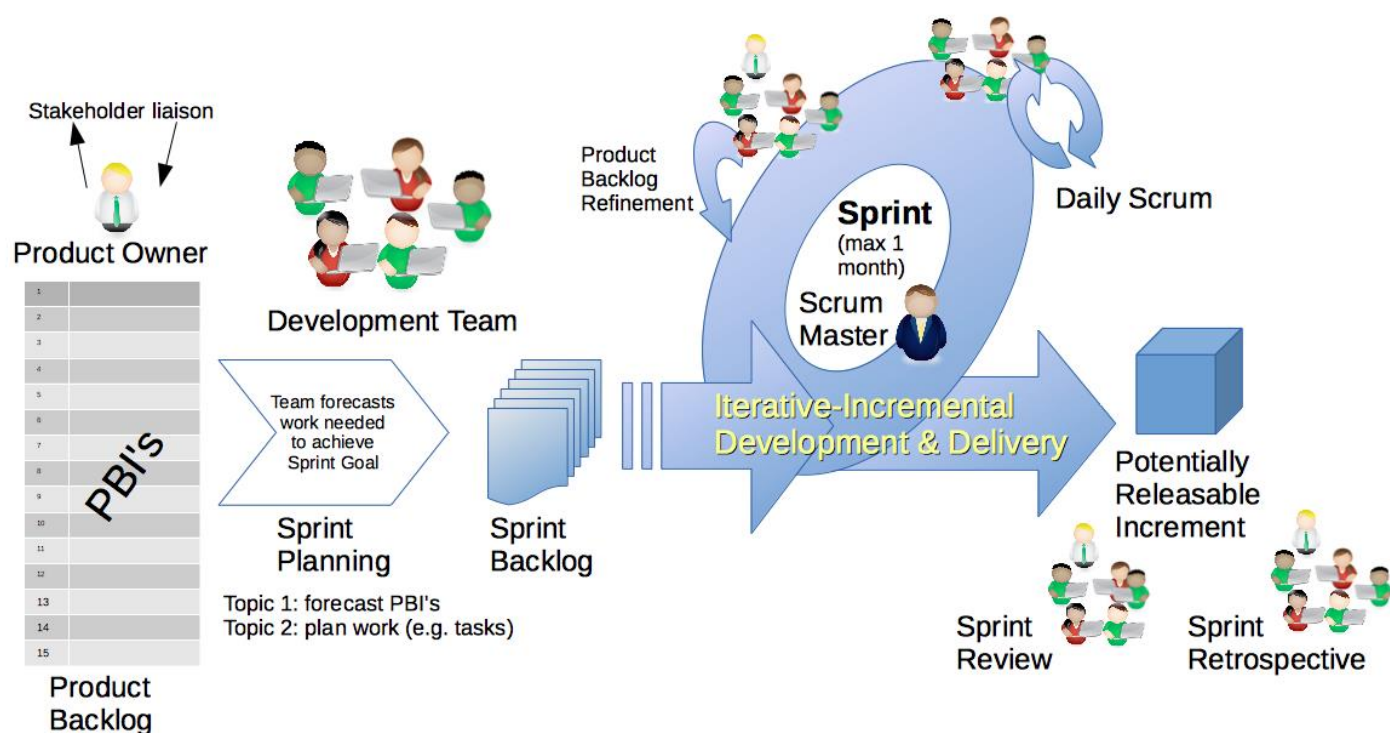 Stakeholder liaison
Product Owner
1
2
3
4
5
6
7
8
9
10
11
12
13
14
15
PBI's
Product
Backlog
Development Team
Team forecasts
work needed
to achieve
Sprint Goal
Sprint
Planning
Topic 1: forecast PBI's
Topic 2: plan work (e.g. tasks)
Sprint
Backlog
Product
Backlog
Refinement
Sprint
(max 1
month)
Scrum
Master
Daily Scrum
Iterative-Incremental
Development & Delivery
Potentially
Releasable
Increment
Sprint
Review
Sprint
Retrospective